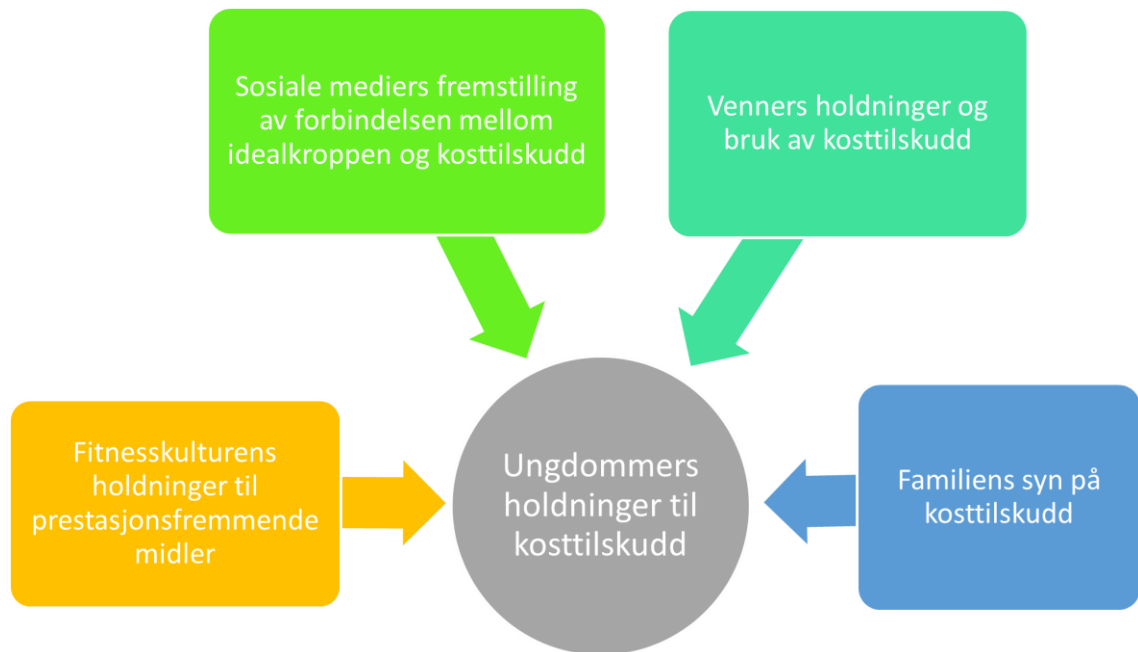 Sosiale mediers fremstilling
av forbindelsen mellom
idealkroppen og kosttilskudd
Venners holdninger og
bruk av kosttilskudd
Fitnesskulturens
holdninger til
prestasjonsfremmende
midler
Ungdommers
holdninger til
kosttilskudd
Familiens syn på
kosttilskudd